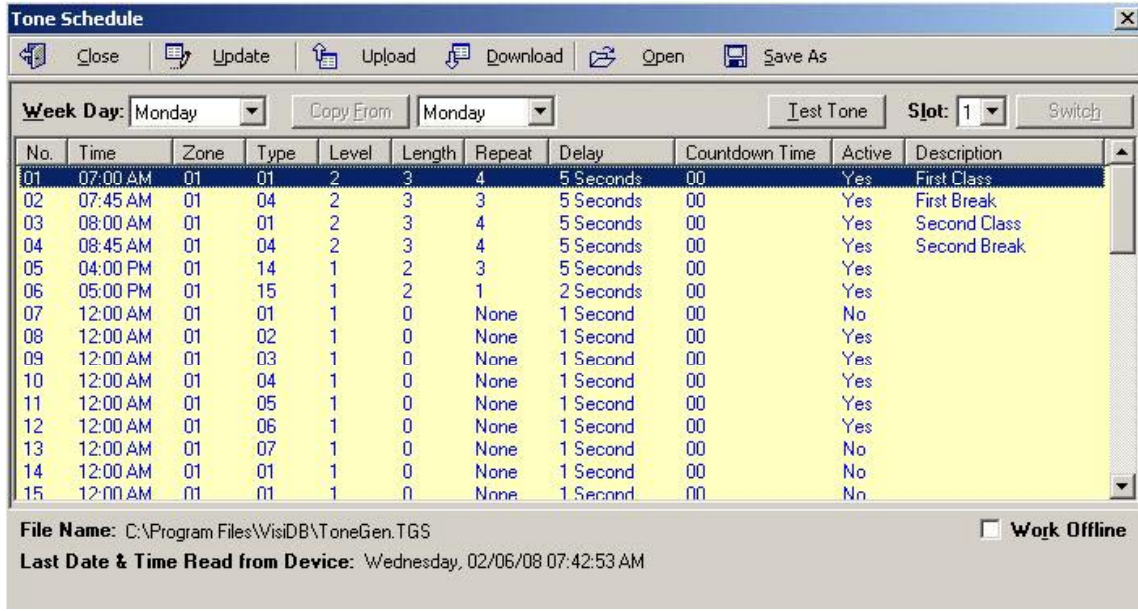 Tone Schedule
Close Update Upload Download Open Save As
Week Day: Monday Copy From Monday Test Tone Slot: 1 Switch
No. Time Zone Type Level Length Repeat Delay Countdown Time Active Description
01 07:00 AM 01 01 2 3 4 5 Seconds 00 Yes First Class
02 07:45 AM 01 04 2 3 3 5 Seconds 00 Yes First Break
03 08:00 AM 01 01 2 3 4 5 Seconds 00 Yes Second Class
04 08:45 AM 01 04 2 3 4 5 Seconds 00 Yes Second Break
05 04:00 PM 01 14 1 2 3 5 Seconds 00 Yes
06 05:00 PM 01 15 1 2 1 2 Seconds 00 Yes
07 12:00 AM 01 01 1 0 None 1 Second 00 No
08 12:00 AM 01 02 1 0 None 1 Second 00 Yes
09 12:00 AM 01 03 1 0 None 1 Second 00 Yes
10 12:00 AM 01 04 1 0 None 1 Second 00 Yes
11 12:00 AM 01 05 1 0 None 1 Second 00 Yes
12 12:00 AM 01 06 1 0 None 1 Second 00 Yes
13 12:00 AM 01 07 1 0 None 1 Second 00 No
14 12:00 AM 01 01 1 0 None 1 Second 00 No
15 12:00 AM 01 01 1 0 None 1 Second 00 No
File Name: C:\Program Files\VisiDB\ToneGen.TGS Work Offline
Last Date & Time Read from Device: Wednesday, 02/06/08 07:42:53 AM